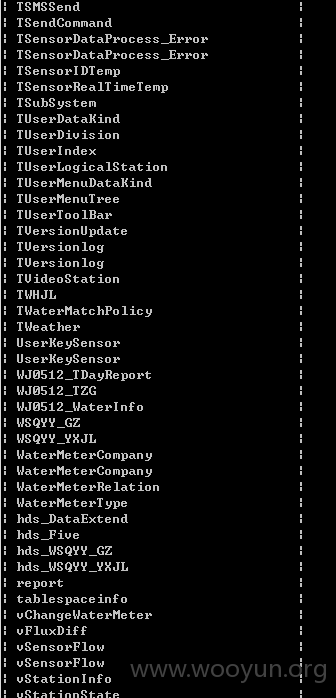 ¦ TSMSSend ¦
¦ TSendCommand ¦
¦ TSensorDataProcess_Error ¦
¦ TSensorDataProcess_Error ¦
¦ TSensorIDTemp ¦
¦ TSensorRealTimeTemp ¦
¦ TSubSystem ¦
¦ TUserDataKind ¦
¦ TUserDivision ¦
¦ TUserIndex ¦
¦ TUserLogicalStation ¦
¦ TUserMenuDataKind ¦
¦ TUserMenuTree ¦
¦ TUserToolBar ¦
¦ TVersionUpdate ¦
¦ TVersionlog ¦
¦ TVersionlog ¦
¦ TVideoStation ¦
¦ TWHJL ¦
¦ TWaterMatchPolicy ¦
¦ TWeather ¦
¦ UserKeySensor ¦
¦ UserKeySensor ¦
¦ WJ0512_TDayReport ¦
¦ WJ0512_TZG ¦
¦ WJ0512_WaterInfo ¦
¦ WSQYY_GZ ¦
¦ WSQYY_YXJL ¦
¦ WaterMeterCompany ¦
¦ WaterMeterCompany ¦
¦ WaterMeterRelation ¦
¦ WaterMeterType ¦
¦ hds_DataExtend ¦
¦ hds_Five ¦
¦ hds_WSQYY_GZ ¦
¦ hds_WSQYY_YXJL ¦
¦ report ¦
¦ tablespaceinfo ¦
¦ vChangeWaterMeter ¦
¦ vFluxDiff ¦
¦ vSensorFlow ¦
¦ vSensorFlow ¦
¦ vStationInfo ¦
¦ vStationState ¦
www.wooyun.org